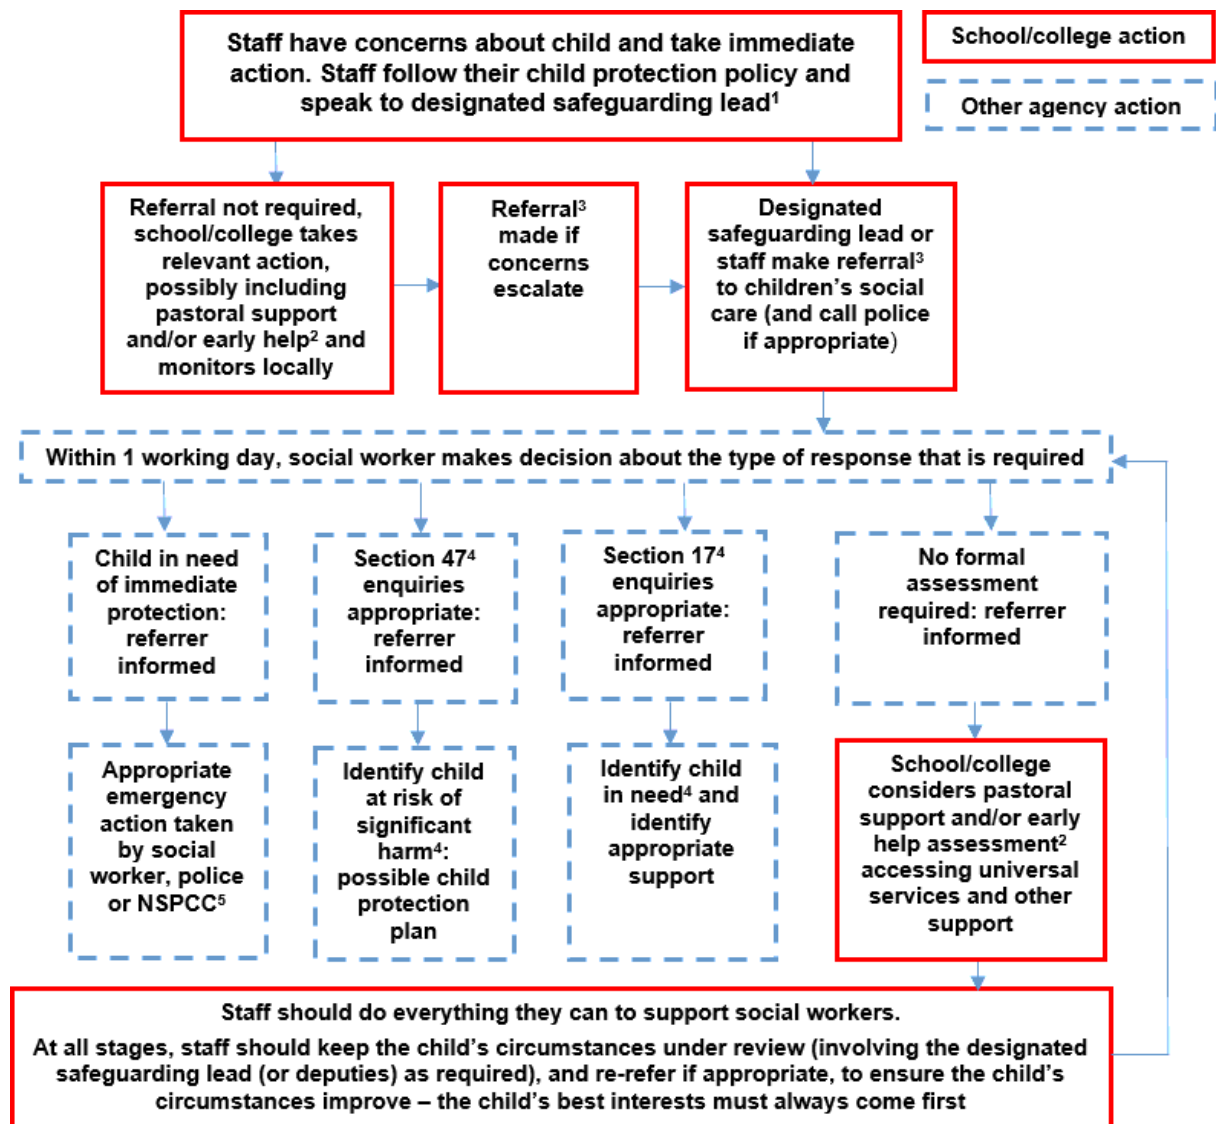 Staff have concerns about child and take immediate
action. Staff follow their child protection policy and
speak to designated safeguarding lead¹
School/college action
Other agency action
Referral not required,
school/college takes
relevant action,
possibly including
pastoral support
and/or early help² and
monitors locally
Referral³
made if
concerns
escalate
Designated
safeguarding lead or
staff make referral³
to children’s social
care (and call police
if appropriate)
Within 1 working day, social worker makes decision about the type of response that is required
Child in need
of immediate
protection:
referrer
informed
Section 47⁴
enquiries
appropriate:
referrer
informed
Section 17⁴
enquiries
appropriate:
referrer
informed
No formal
assessment
required: referrer
informed
Appropriate
emergency
action taken
by social
worker, police
or NSPCC⁵
Identify child
at risk of
significant
harm⁴:
possible child
protection
plan
Identify child
in need⁴ and
identify
appropriate
support
School/college
considers pastoral
support and/or early
help assessment²
accessing universal
services and other
support
Staff should do everything they can to support social workers.
At all stages, staff should keep the child’s circumstances under review (involving the designated
safeguarding lead (or deputies) as required), and re-refer if appropriate, to ensure the child’s
circumstances improve – the child’s best interests must always come first